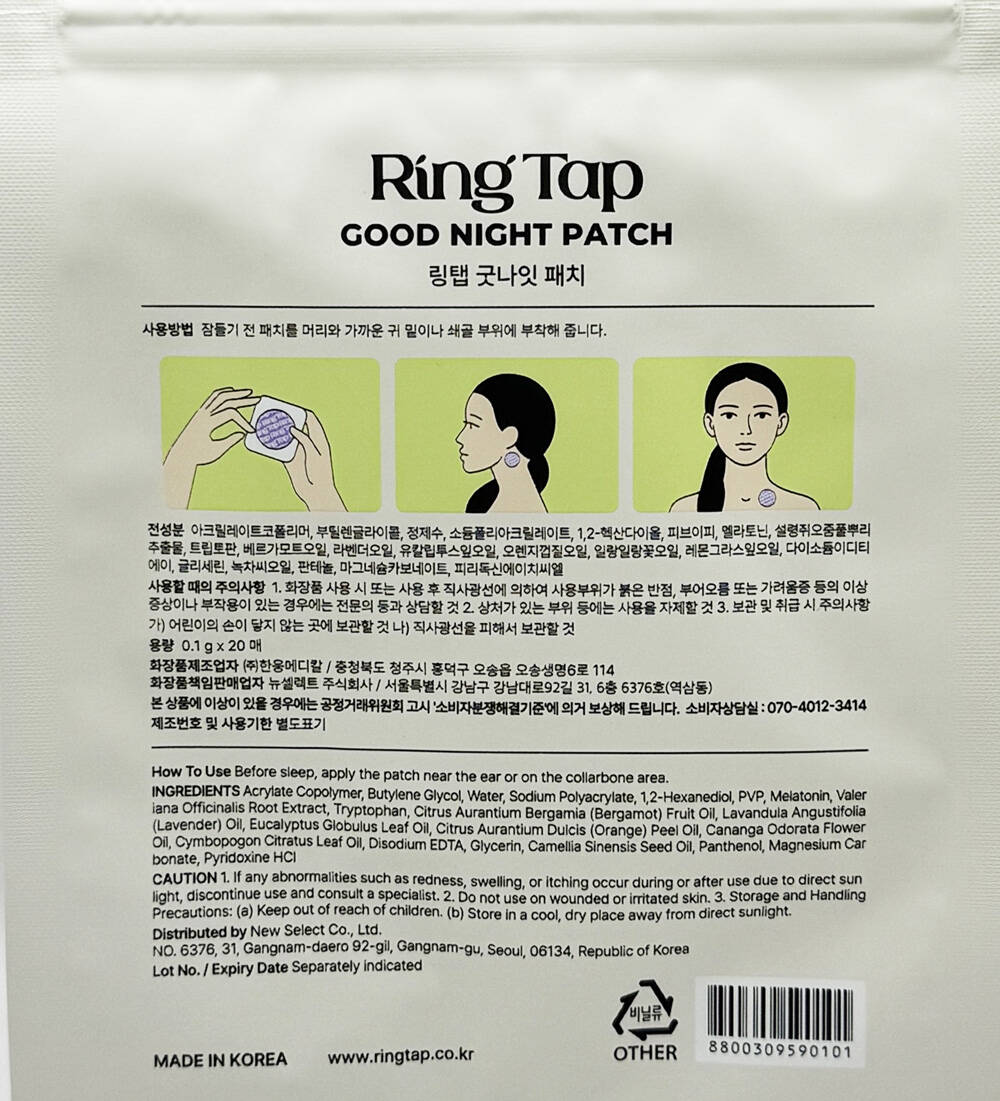 Ring Tap
GOOD NIGHT PATCH
링탭 굿나잇 패치
사용방법 잠들기 전 패치를 머리와 가까운 귀 밑이나 쇄골 부위에 부착해 줍니다.
전성분 아크릴레이트코폴리머, 부틸렌글라이콜, 정제수, 소듐폴리아크릴레이트, 1,2-헥산다이올, 피브이피, 멜라토닌, 설령쥐오줌풀뿌리
추출물, 트립토판, 베르가모트오일, 라벤더오일, 유칼립투스잎오일, 오렌지껍질오일, 일랑일랑꽃오일, 레몬그라스잎오일, 다이소듐이디티
에이, 글리세린, 녹차씨오일, 판테놀, 마그네슘카보네이트, 피리독신에이치씨엘
사용할 때의 주의사항 1. 화장품 사용 시 또는 사용 후 직사광선에 의하여 사용부위가 붉은 반점, 부어오름 또는 가려움증 등의 이상
증상이나 부작용이 있는 경우에는 전문의 등과 상담할 것 2. 상처가 있는 부위 등에는 사용을 자제할 것 3. 보관 및 취급 시 주의사항
가) 어린이의 손이 닿지 않는 곳에 보관할 것 나) 직사광선을 피해서 보관할 것
용량 0.1 g x 20 매
화장품제조업자 ㈜한웅메디칼 / 충청북도 청주시 흥덕구 오송읍 오송생명6로 114
화장품책임판매업자 뉴셀렉트 주식회사 / 서울특별시 강남구 강남대로92길 31, 6층 6376호(역삼동)
본 상품에 이상이 있을 경우에는 공정거래위원회 고시 '소비자분쟁해결기준'에 의거 보상해 드립니다. 소비자상담실 : 070-4012-3414
제조번호 및 사용기한 별도표기
How To Use Before sleep, apply the patch near the ear or on the collarbone area.
INGREDIENTS Acrylate Copolymer, Butylene Glycol, Water, Sodium Polyacrylate, 1,2-Hexanediol, PVP, Melatonin, Valer
iana Officinalis Root Extract, Tryptophan, Citrus Aurantium Bergamia (Bergamot) Fruit Oil, Lavandula Angustifolia
(Lavender) Oil, Eucalyptus Globulus Leaf Oil, Citrus Aurantium Dulcis (Orange) Peel Oil, Cananga Odorata Flower
Oil, Cymbopogon Citratus Leaf Oil, Disodium EDTA, Glycerin, Camellia Sinensis Seed Oil, Panthenol, Magnesium Car
bonate, Pyridoxine HCl
CAUTION 1. If any abnormalities such as redness, swelling, or itching occur during or after use due to direct sun
light, discontinue use and consult a specialist. 2. Do not use on wounded or irritated skin. 3. Storage and Handling
Precautions: (a) Keep out of reach of children. (b) Store in a cool, dry place away from direct sunlight.
Distributed by New Select Co., Ltd.
NO. 6376, 31, Gangnam-daero 92-gil, Gangnam-gu, Seoul, 06134, Republic of Korea
Lot No. / Expiry Date Separately indicated
비닐류
OTHER
8800309590101
MADE IN KOREA www.ringtap.co.kr